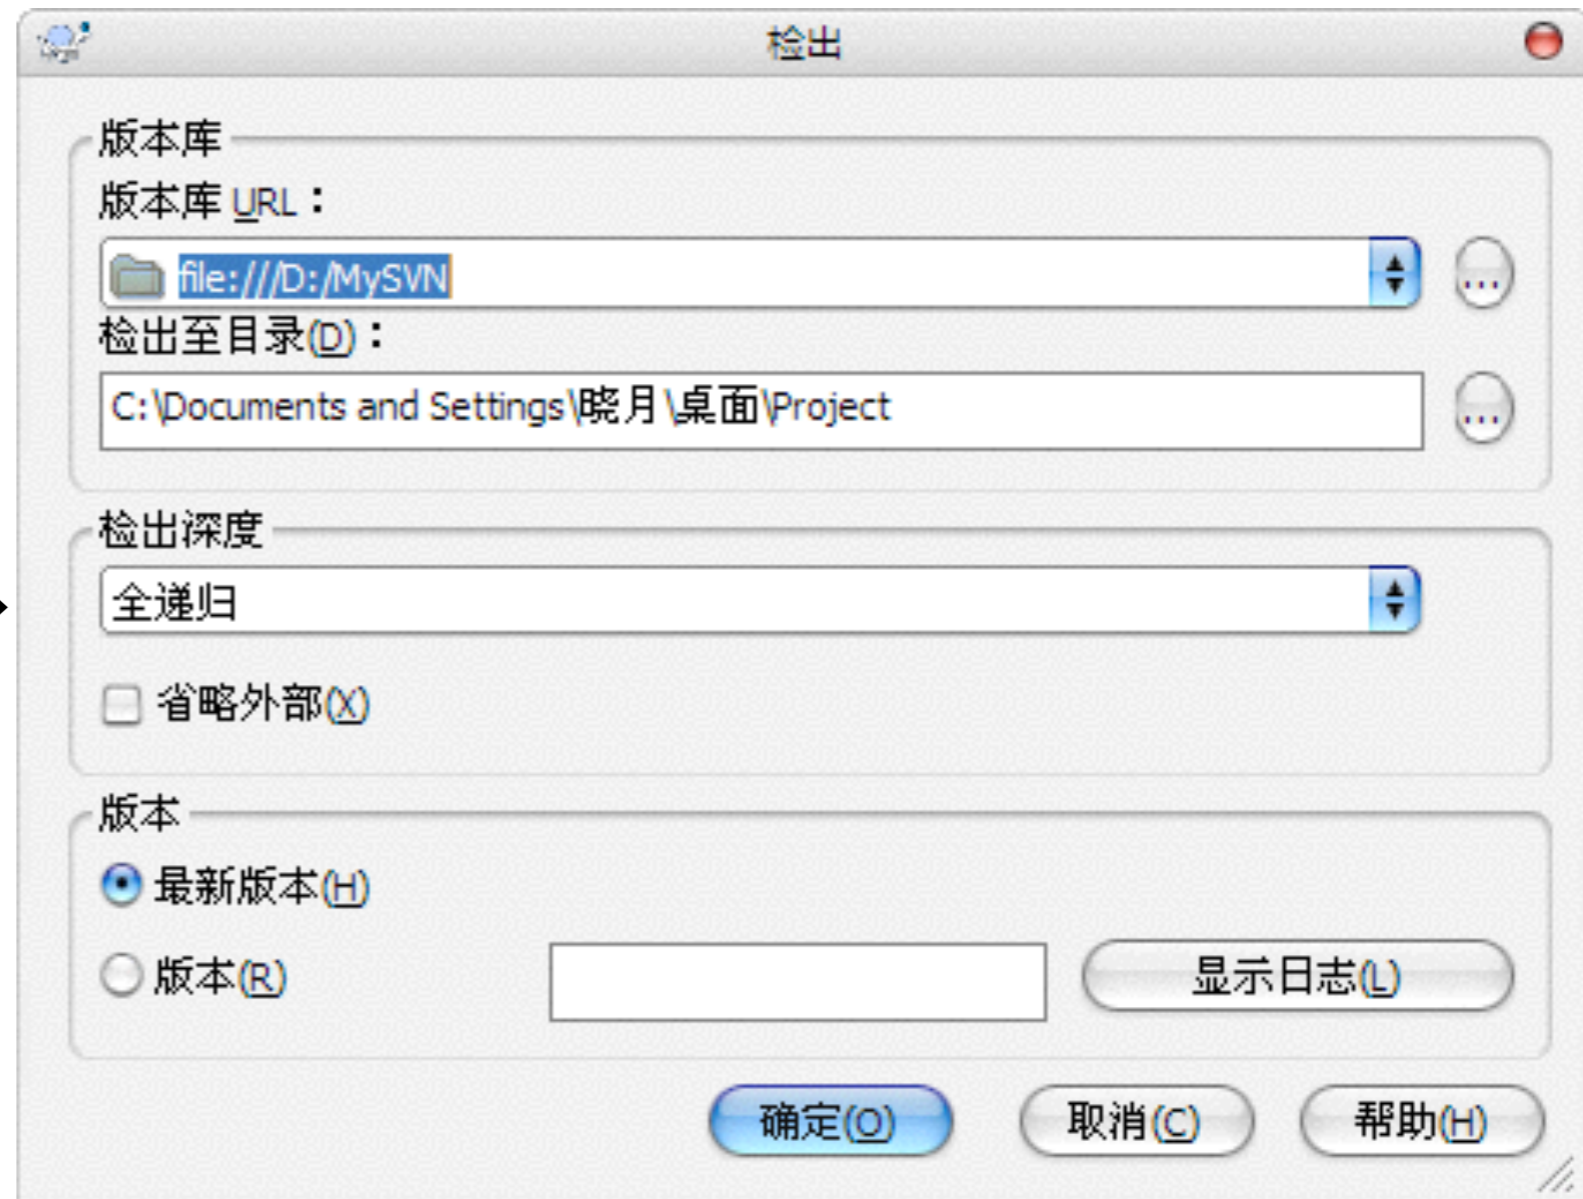 检出
版本库
版本库 URL：
file:///D:/MySVN
检出至目录(D)：
C:\Documents and Settings\晓月\桌面\Project
检出深度
全递归
省略外部(X)
版本
最新版本(H)
版本(R)
显示日志(L)
确定(O) 取消(C) 帮助(H)